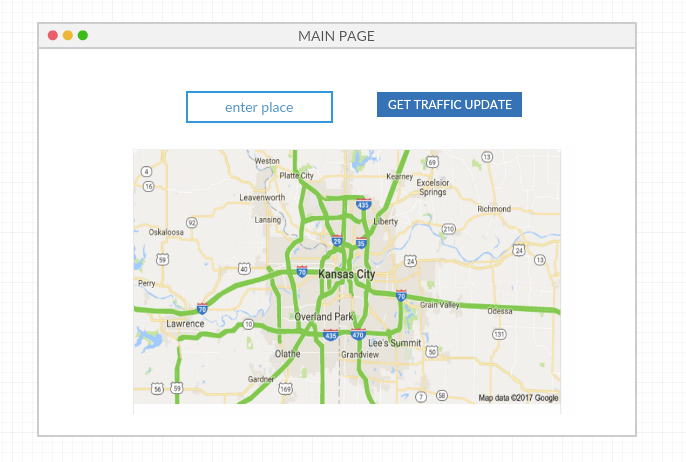 MAIN PAGE
enter place
GET TRAFFIC UPDATE
Weston
13
69
4
Platte City
Kearney
16
Excelsior
Springs
Leavenworth
435
Richmond
Lansing
Liberty
92
210
Oskaloosa
29
35
24
59
24
13
40
70
Kansas City
Perry
70
70
Grain Valley
Odessa
Overland Park
Lawrence
10
435
470
131
Lee's Summit
50
Olathe
Grandview
Gardner
56
59
169
7
58
Map data ©2017 Google